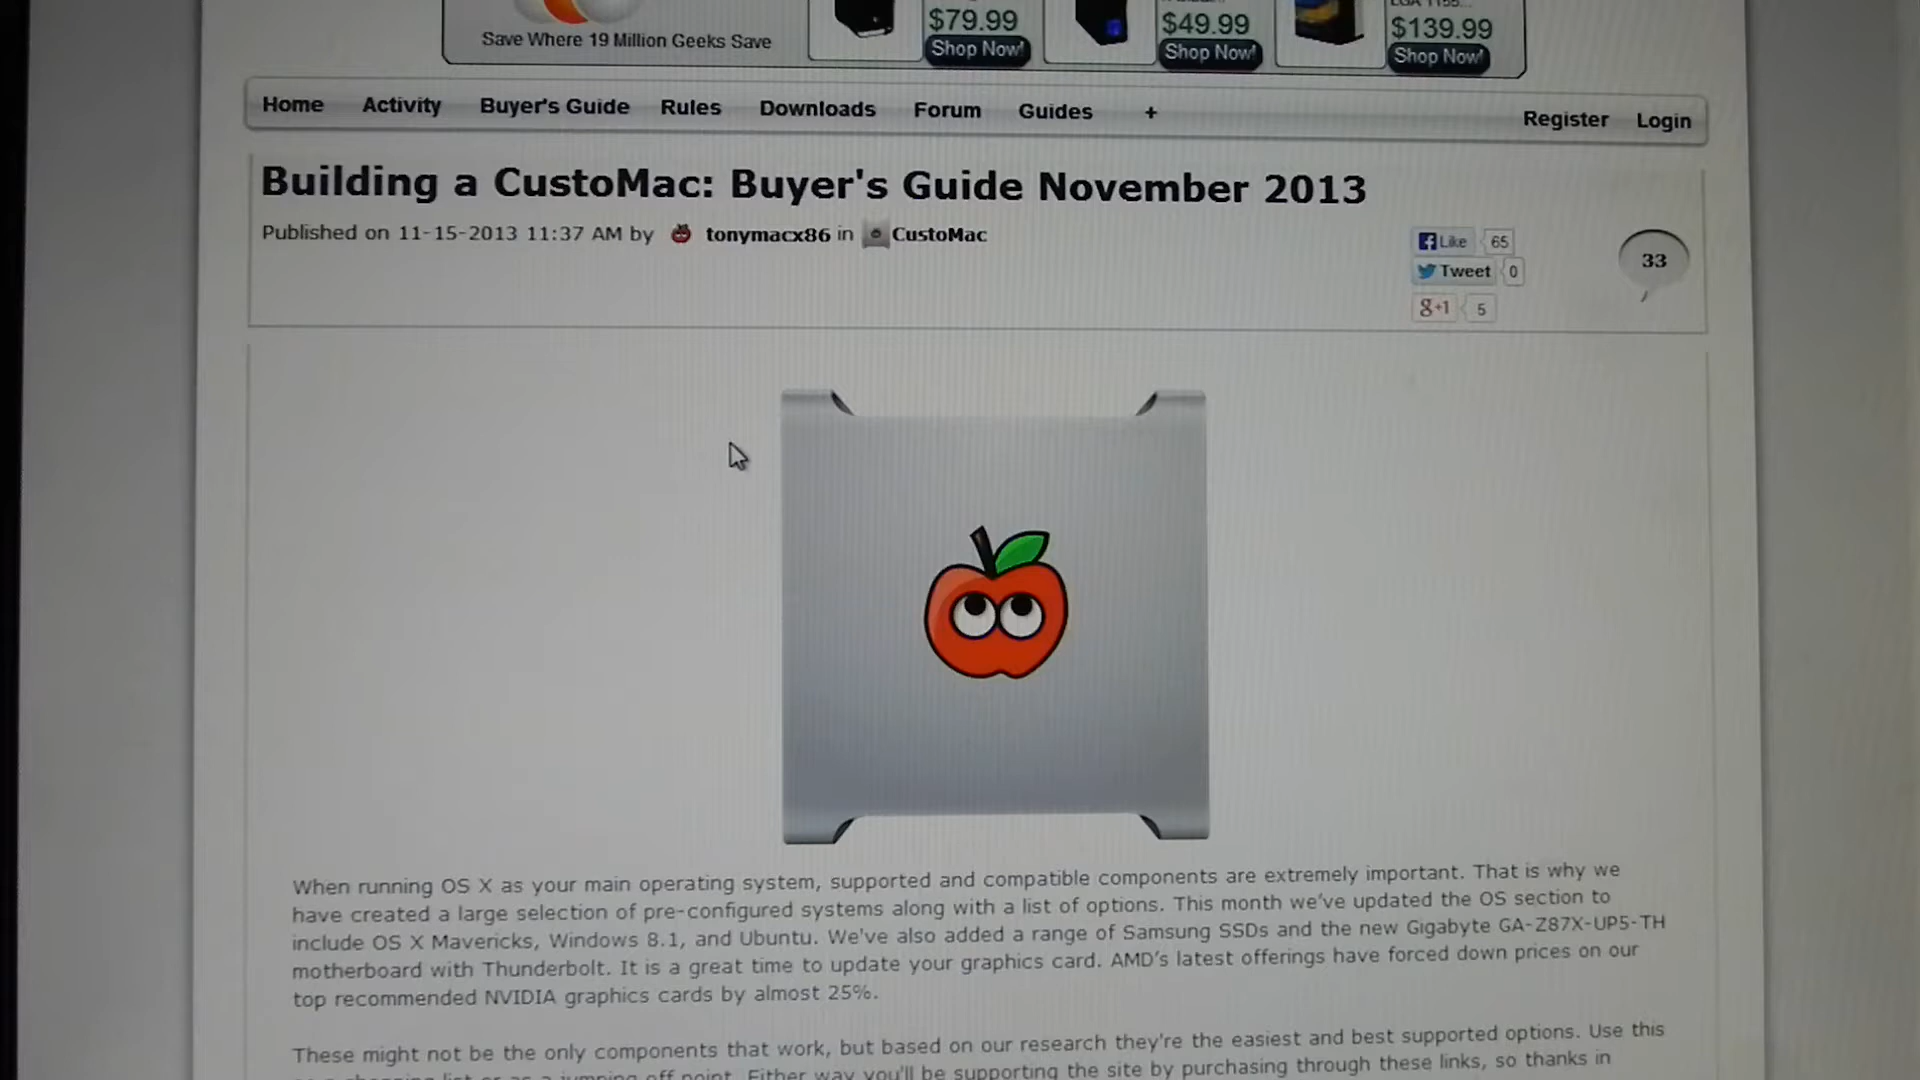 $79.99 $49.99 $139.99
Save Where 19 Million Geeks Save Shop Now! Shop Now! Shop Now!
Home Activity Buyer's Guide Rules Downloads Forum Guides + Register Login
Building a CustoMac: Buyer's Guide November 2013
Published on 11-15-2013 11:37 AM by tonymacx86 in CustoMac
Like 65
33
Tweet 0
g+1 5
When running OS X as your main operating system, supported and compatible components are extremely important. That is why we
have created a large selection of pre-configured systems along with a list of options. This month we've updated the OS section to
include OS X Mavericks, Windows 8.1, and Ubuntu. We've also added a range of Samsung SSDs and the new Gigabyte GA-Z87X-UP5-TH
motherboard with Thunderbolt. It is a great time to update your graphics card. AMD's latest offerings have forced down prices on our
top recommended NVIDIA graphics cards by almost 25%.
These might not be the only components that work, but based on our research they're the easiest and best supported options. Use this
off point. Either way you'll be supporting the site by purchasing through these links, so thanks in